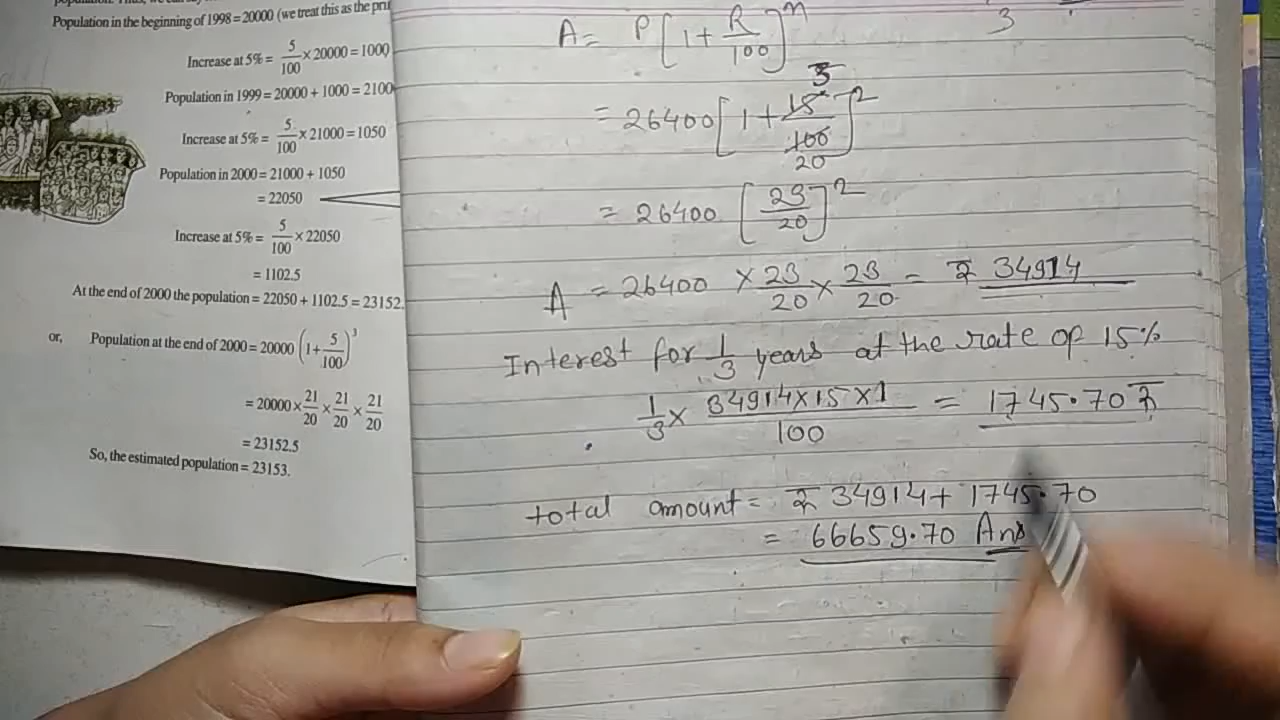 Population in the beginning of 1998 = 20000 (we treat this as the
Increase at 5% = 5/100 × 20000 = 1000
Population in 1999 = 20000 + 1000 = 2100
Increase at 5% = 5/100 × 21000 = 1050
Population in 2000 = 21000 + 1050
= 22050
Increase at 5% = 5/100 × 22050
= 1102.5
At the end of 2000 the population = 22050 + 1102.5 = 23152.
or, Population at the end of 2000 = 20000 (1 + 5/100)³
= 20000 × 21/20 × 21/20 × 21/20
= 23152.5
So, the estimated population = 23153.
3
A = P [1 + R/100]ⁿ
3
= 26400 [1 + 15/100]²
20
= 26400 [23/20]²
A = 26400 × 23/20 × 23/20 = ₹ 34914
Interest for 1/3 years at the rate of 15%
1/3 × 34914×15×1/100 = 1745.70 ₹
total amount = ₹ 34914 + 1745.70
= 66659.70 Ans